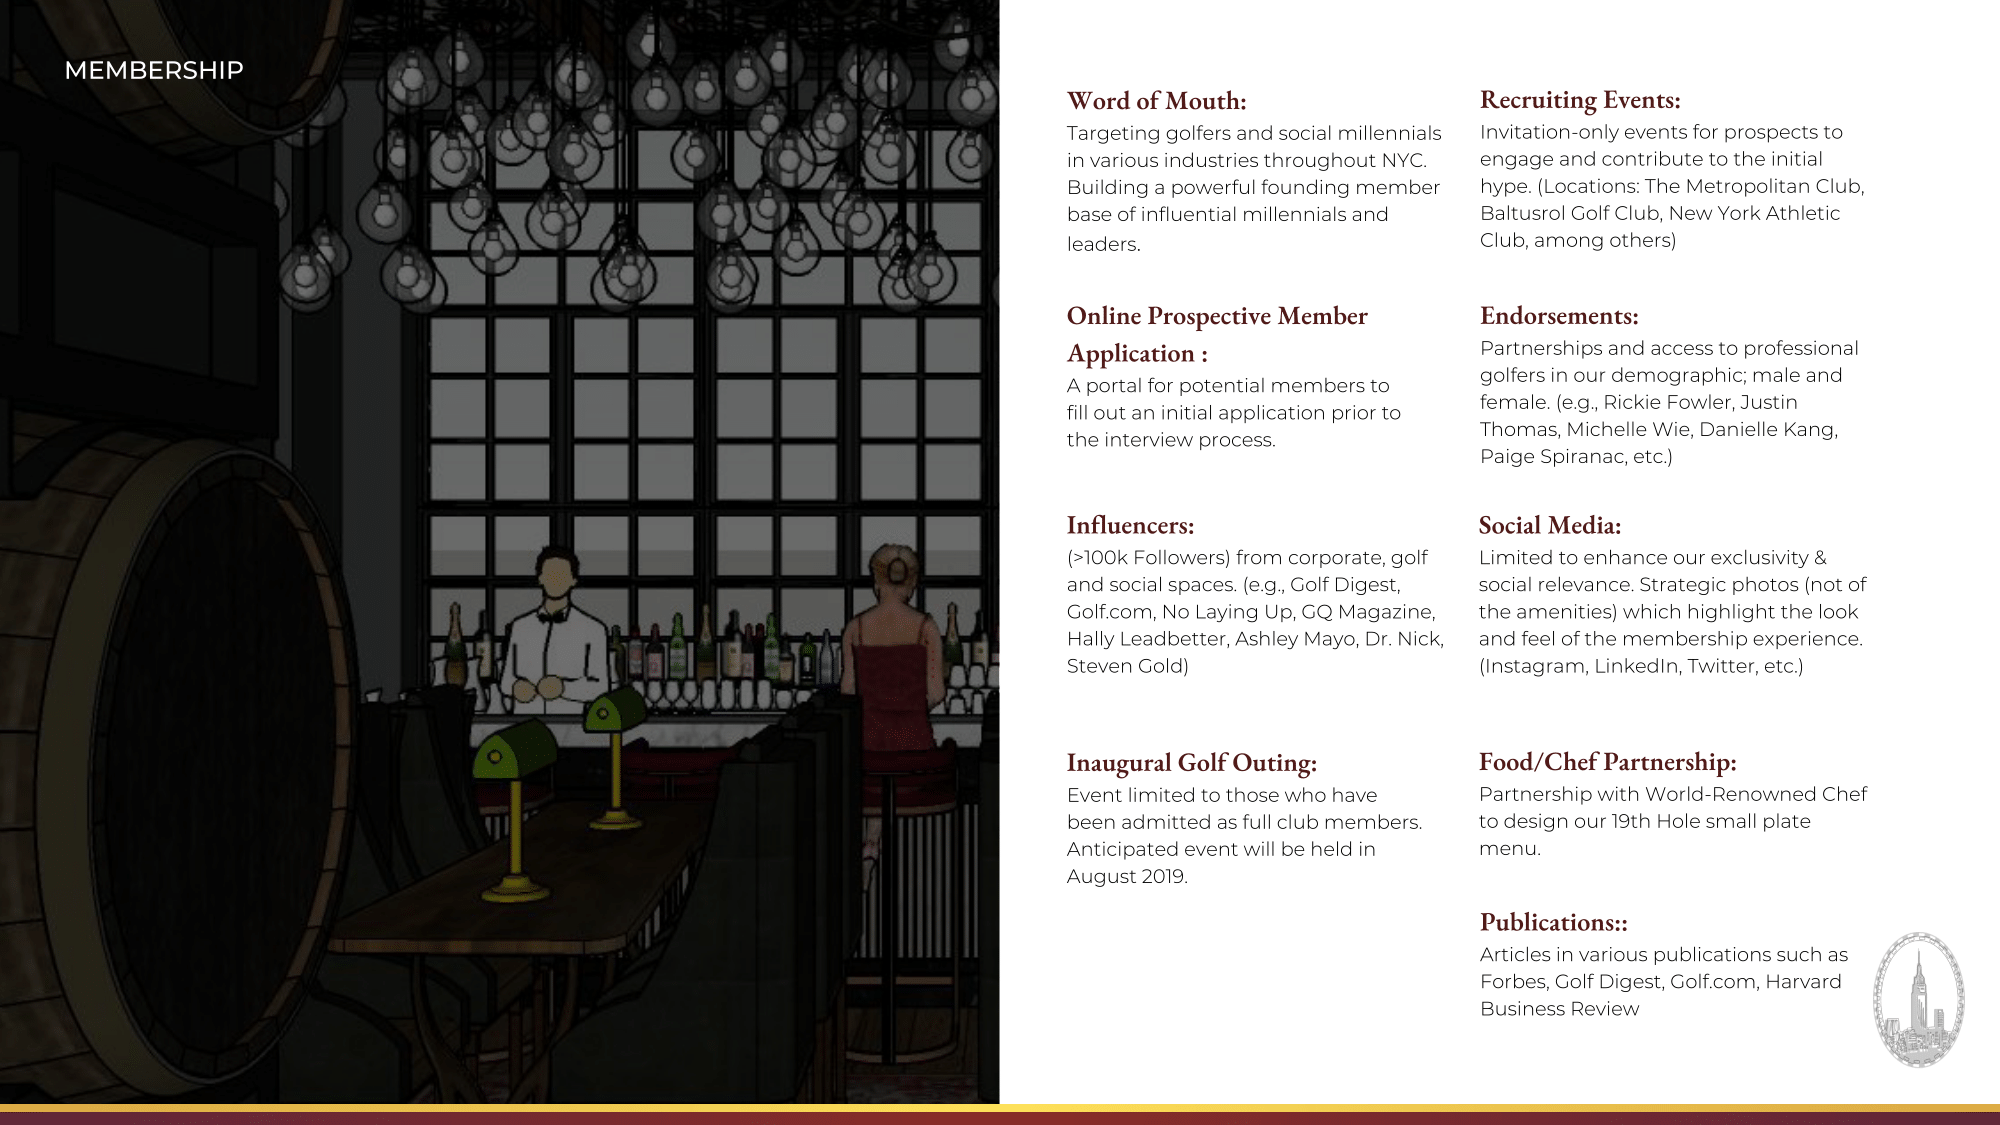 MEMBERSHIP
Word of Mouth:
Targeting golfers and social millennials
in various industries throughout NYC.
Building a powerful founding member
base of influential millennials and
leaders.
Online Prospective Member
Application :
A portal for potential members to
fill out an initial application prior to
the interview process.
Influencers:
(>100k Followers) from corporate, golf
and social spaces. (e.g., Golf Digest,
Golf.com, No Laying Up, GQ Magazine,
Hally Leadbetter, Ashley Mayo, Dr. Nick,
Steven Gold)
Inaugural Golf Outing:
Event limited to those who have
been admitted as full club members.
Anticipated event will be held in
August 2019.
Recruiting Events:
Invitation-only events for prospects to
engage and contribute to the initial
hype. (Locations: The Metropolitan Club,
Baltusrol Golf Club, New York Athletic
Club, among others)
Endorsements:
Partnerships and access to professional
golfers in our demographic; male and
female. (e.g., Rickie Fowler, Justin
Thomas, Michelle Wie, Danielle Kang,
Paige Spiranac, etc.)
Social Media:
Limited to enhance our exclusivity &
social relevance. Strategic photos (not of
the amenities) which highlight the look
and feel of the membership experience.
(Instagram, LinkedIn, Twitter, etc.)
Food/Chef Partnership:
Partnership with World-Renowned Chef
to design our 19th Hole small plate
menu.
Publications::
Articles in various publications such as
Forbes, Golf Digest, Golf.com, Harvard
Business Review